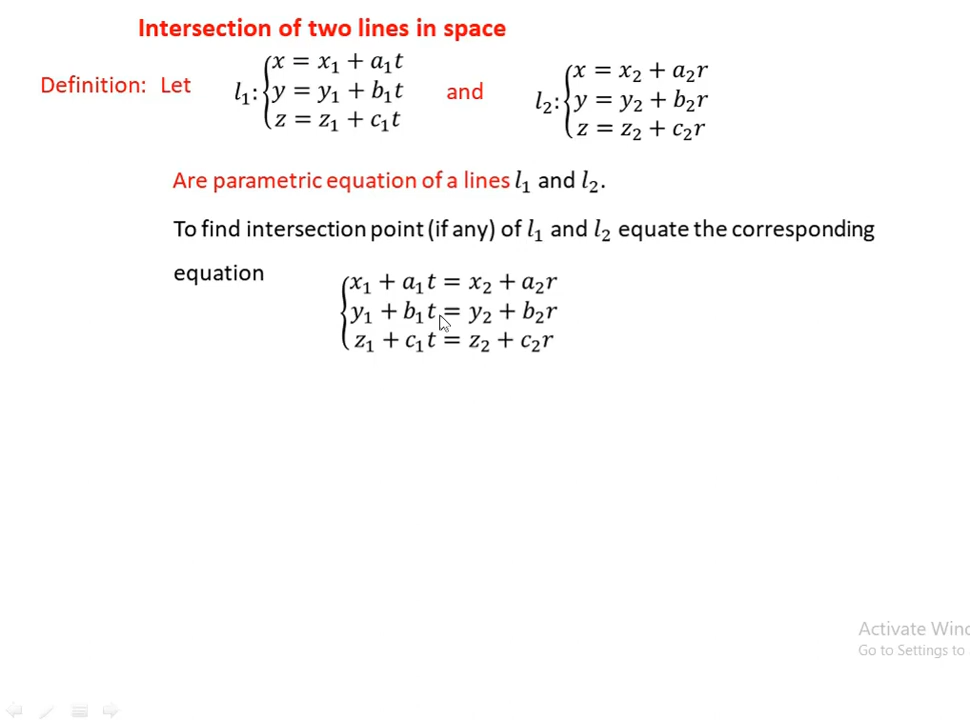 Intersection of two lines in space
Definition: Let l₁: { x = x₁ + a₁t and l₂: { x = x₂ + a₂r
y = y₁ + b₁t y = y₂ + b₂r
z = z₁ + c₁t z = z₂ + c₂r
Are parametric equation of a lines l₁ and l₂.
To find intersection point (if any) of l₁ and l₂ equate the corresponding
equation
{ x₁ + a₁t = x₂ + a₂r
y₁ + b₁t = y₂ + b₂r
z₁ + c₁t = z₂ + c₂r
Activate Wind
Go to Settings to